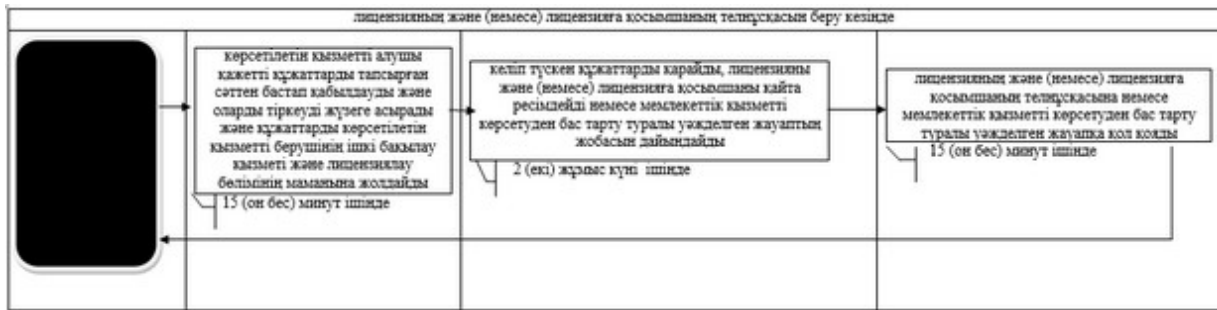 лицензияның және (немесе) лицензияға қосымшаның телнұсқасын беру кезінде
көрсетілетін қызметті алушы
қажетті құжаттарды тапсырған
сәттен бастап қабылдауды және
оларды тіркеуді жүзеге асырады
және құжаттарды көрсетілетін
қызметті берушінің ішкі бақылау
қызметі және лицензиялау
бөлімінің маманына жолдайды
15 (он бес) минут ішінде
келіп түскен құжаттарды қарайды, лицензияны
және (немесе) лицензияға қосымшаны қайта
ресімдейді немесе мемлекеттік қызметті
көрсетуден бас тарту туралы уәжделген жауаптың
жобасын дайындайды
2 (екі) жұмыс күні ішінде
лицензияның және (немесе) лицензияға
қосымшаның телнұсқасына немесе
мемлекеттік қызметті көрсетуден бас тарту
туралы уәжделген жауапқа қол қояды
15 (он бес) минут ішінде